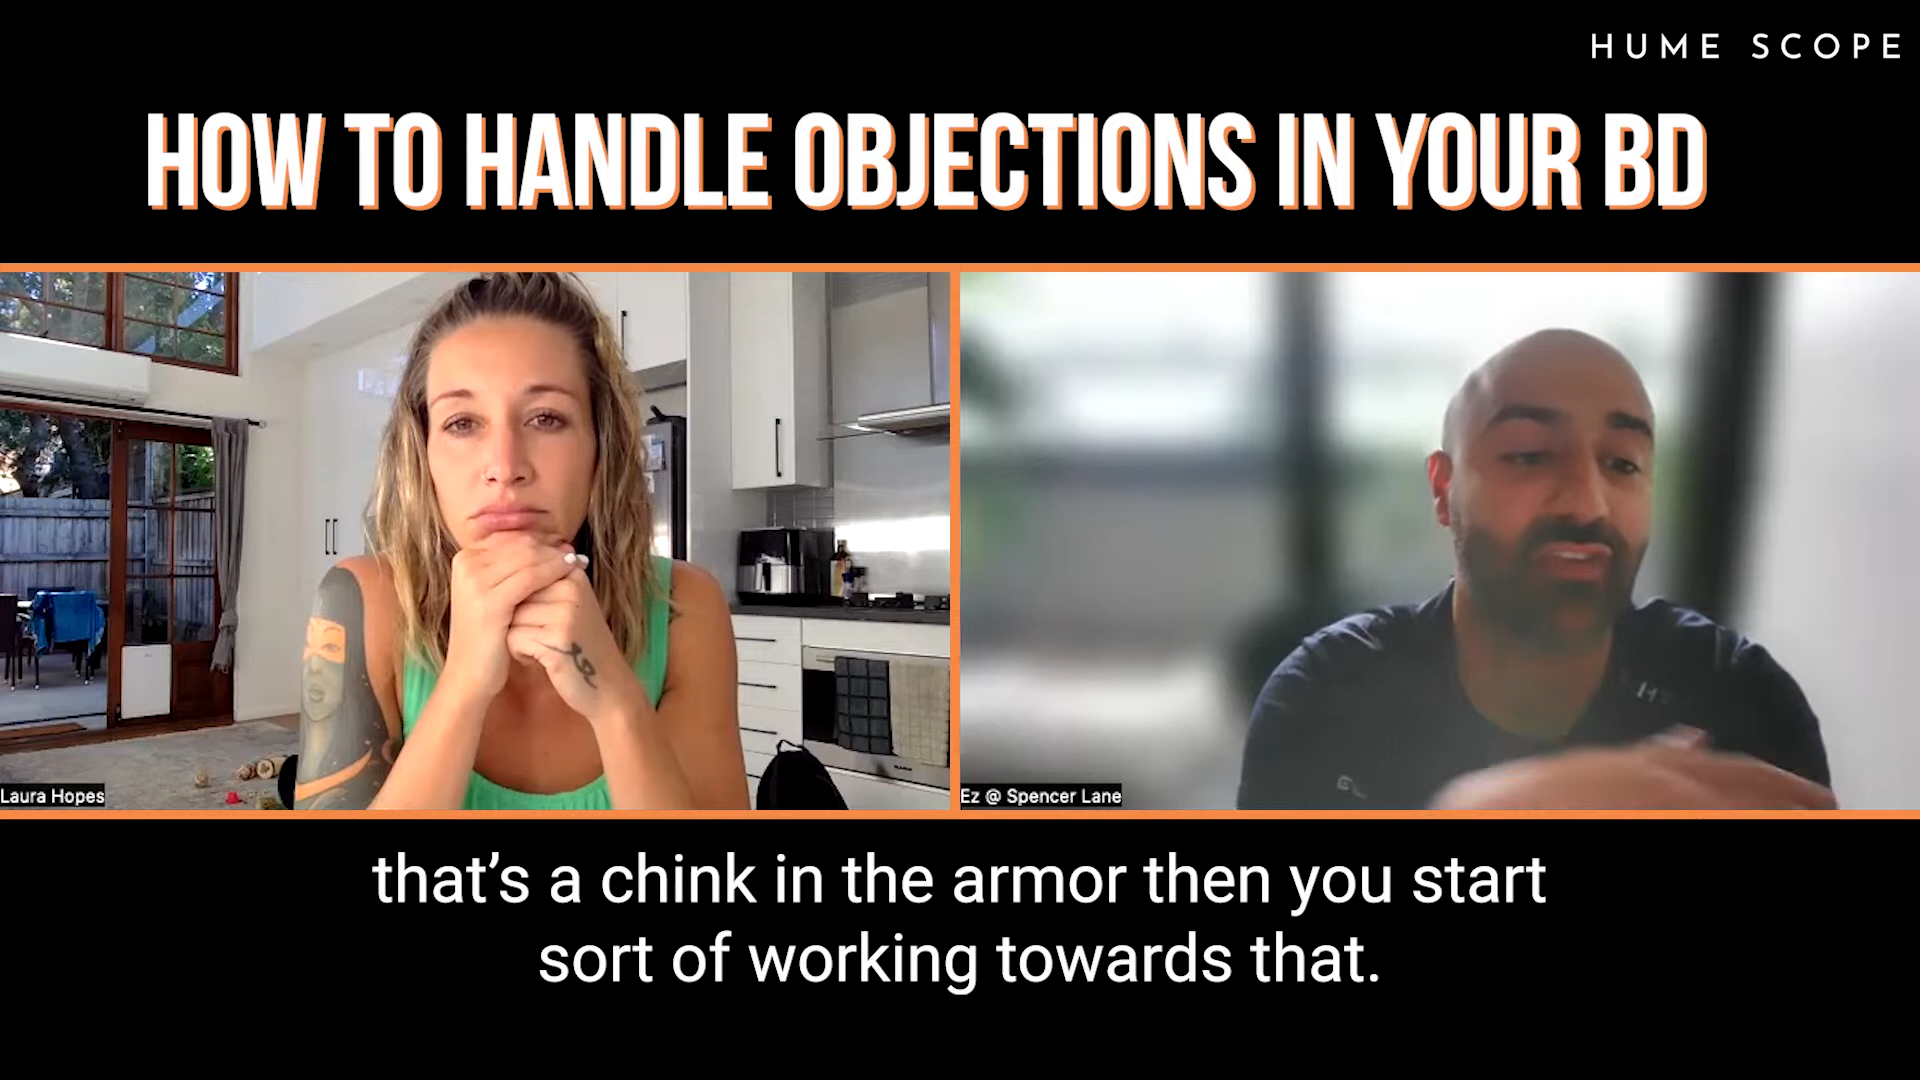 HUME SCOPE
HOW TO HANDLE OBJECTIONS IN YOUR BD
Laura Hopes
Ez @ Spencer Lane
that’s a chink in the armor then you start
sort of working towards that.